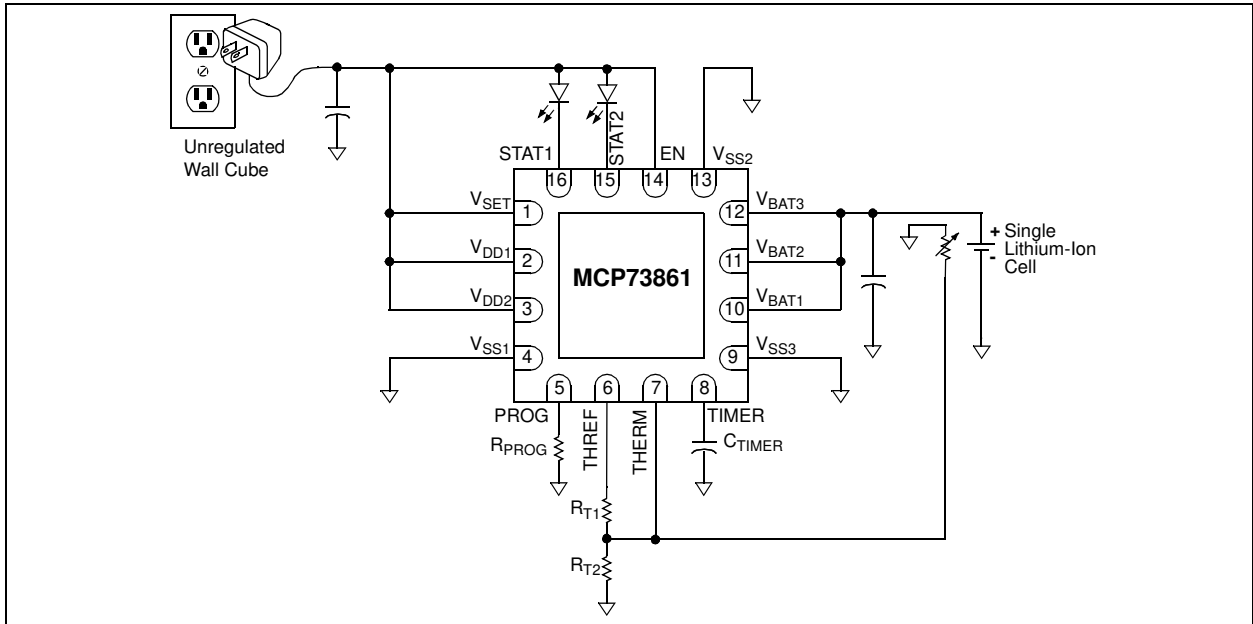 Unregulated
Wall Cube
STAT1
STAT2
EN
VSS2
16
15
14
13
VSET
1
VDD1
2
VDD2
3
VSS1
4
MCP73861
12
VBAT3
11
VBAT2
10
VBAT1
9
VSS3
+ Single
Lithium-Ion
- Cell
5
6
7
8
PROG
THREF
THERM
TIMER
RPROG
CTIMER
RT1
RT2